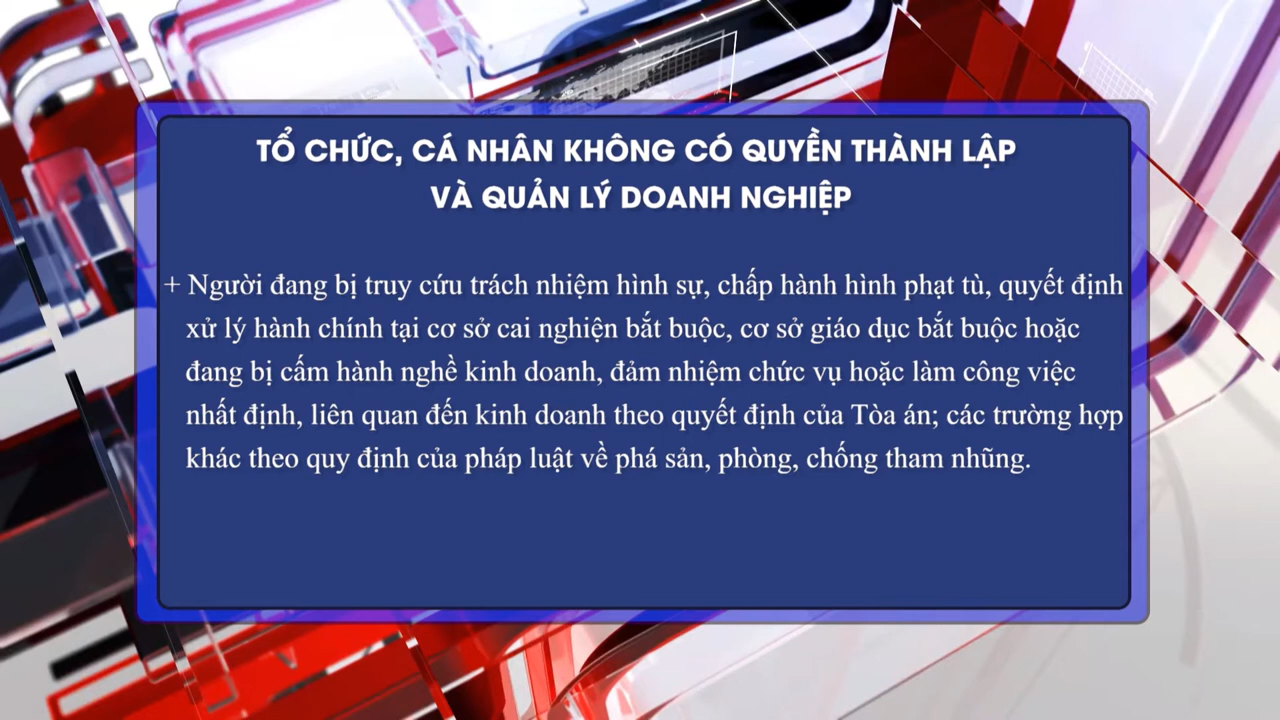 TỔ CHỨC, CÁ NHÂN KHÔNG CÓ QUYỀN THÀNH LẬP
VÀ QUẢN LÝ DOANH NGHIỆP
+ Người đang bị truy cứu trách nhiệm hình sự, chấp hành hình phạt tù, quyết định
xử lý hành chính tại cơ sở cai nghiện bắt buộc, cơ sở giáo dục bắt buộc hoặc
đang bị cấm hành nghề kinh doanh, đảm nhiệm chức vụ hoặc làm công việc
nhất định, liên quan đến kinh doanh theo quyết định của Tòa án; các trường hợp
khác theo quy định của pháp luật về phá sản, phòng, chống tham nhũng.